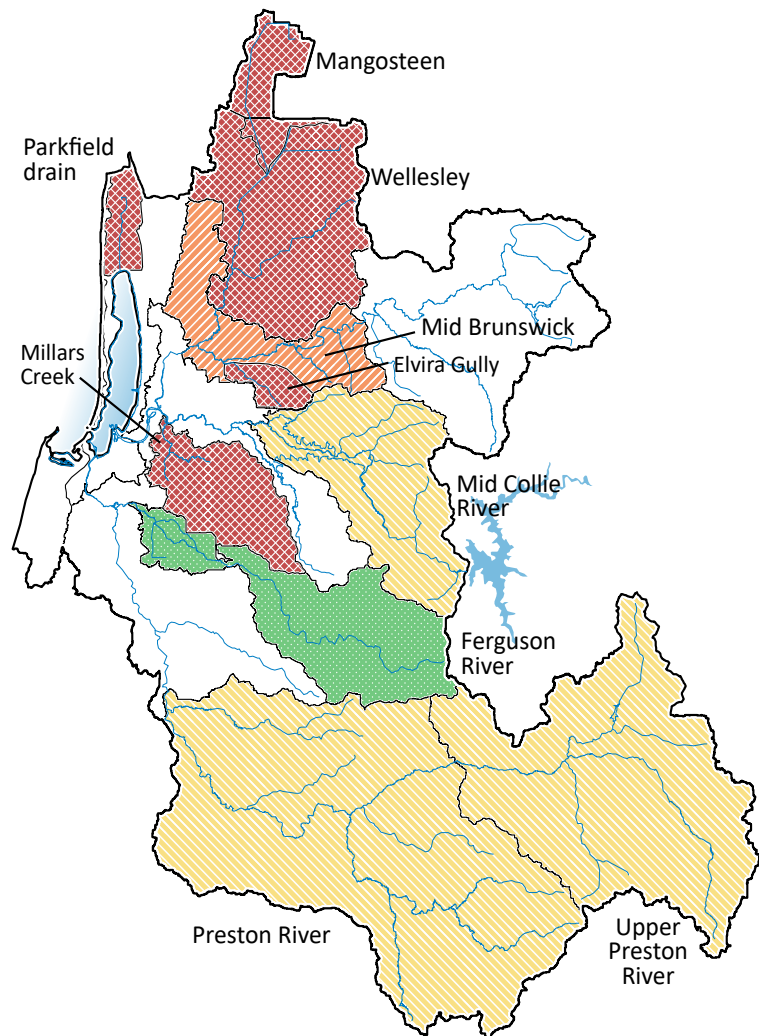 Mangosteen
Parkfield
drain
Wellesley
Mid Brunswick
Millars
Creek
Elvira Gully
Mid Collie
River
Ferguson
River
Preston River
Upper
Preston
River